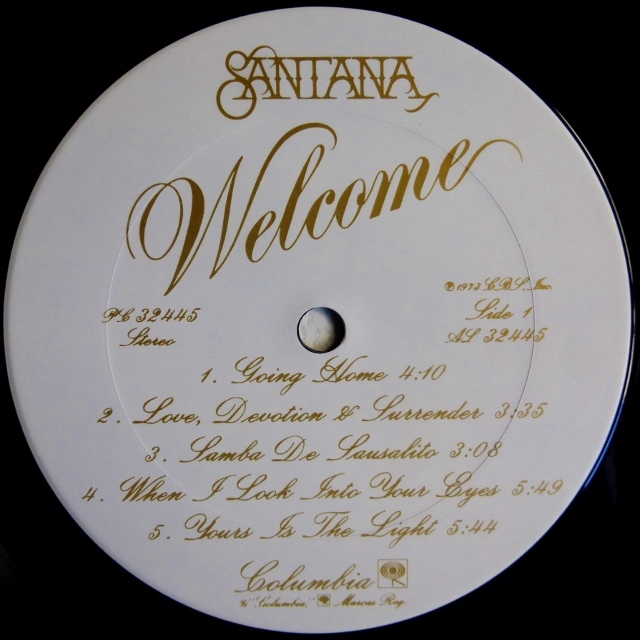 SANTANA
Welcome
℗ 1973 CBS, Inc.
PC 32445
Side 1
Stereo
AL 32445
1. Going Home 4:10
2. Love, Devotion & Surrender 3:35
3. Samba De Sausalito 3:08
4. When I Look Into Your Eyes 5:49
5. Yours Is The Light 5:44
Columbia
® "Columbia," Marcas Reg.